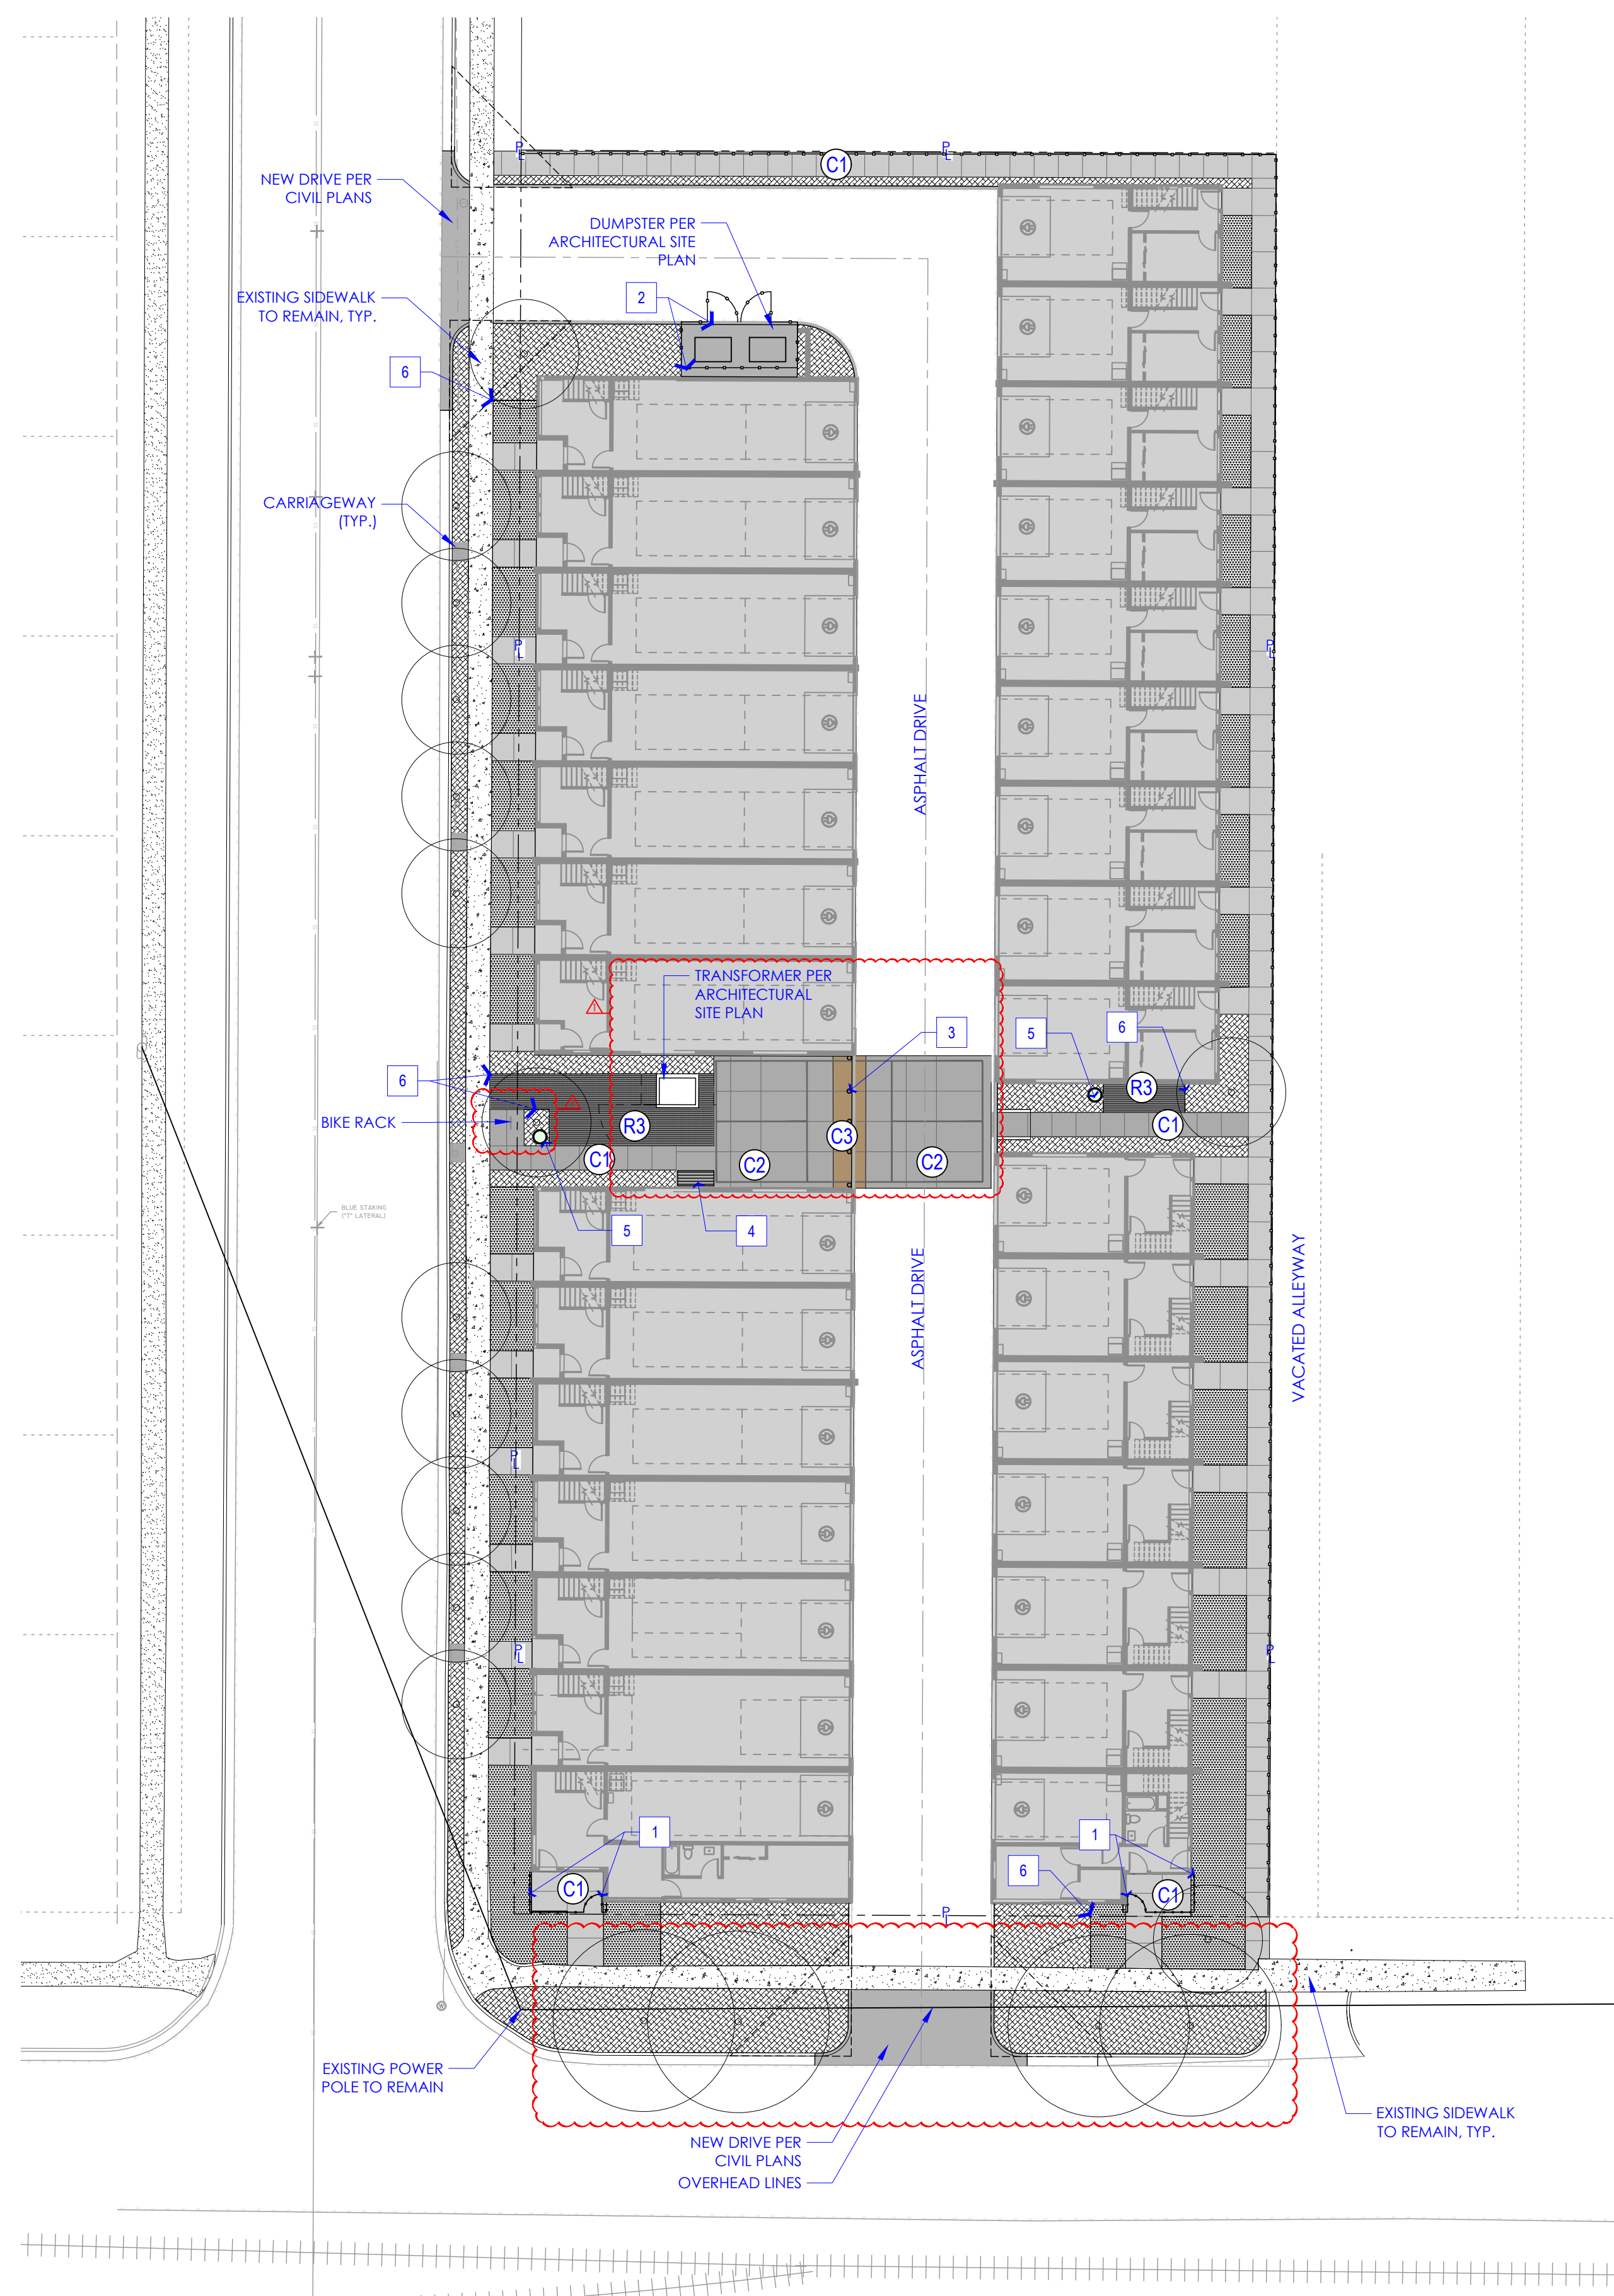 P
L
P
L
C1
NEW DRIVE PER
CIVIL PLANS
DUMPSTER PER
ARCHITECTURAL SITE
PLAN
2
EXISTING SIDEWALK
TO REMAIN, TYP.
6
CARRIAGEWAY
(TYP.)
P
L
P
L
ASPHALT DRIVE
TRANSFORMER PER
ARCHITECTURAL
SITE PLAN
3
5
6
6
R3
BIKE RACK
R3
C3
C1
C1
C2
C2
BLUE STAKING
("T" LATERAL)
5
4
ASPHALT DRIVE
VACATED ALLEYWAY
P
L
P
L
P
L
1
1
6
C1
C1
P
L
EXISTING POWER
POLE TO REMAIN
EXISTING SIDEWALK
TO REMAIN, TYP.
NEW DRIVE PER
CIVIL PLANS
OVERHEAD LINES